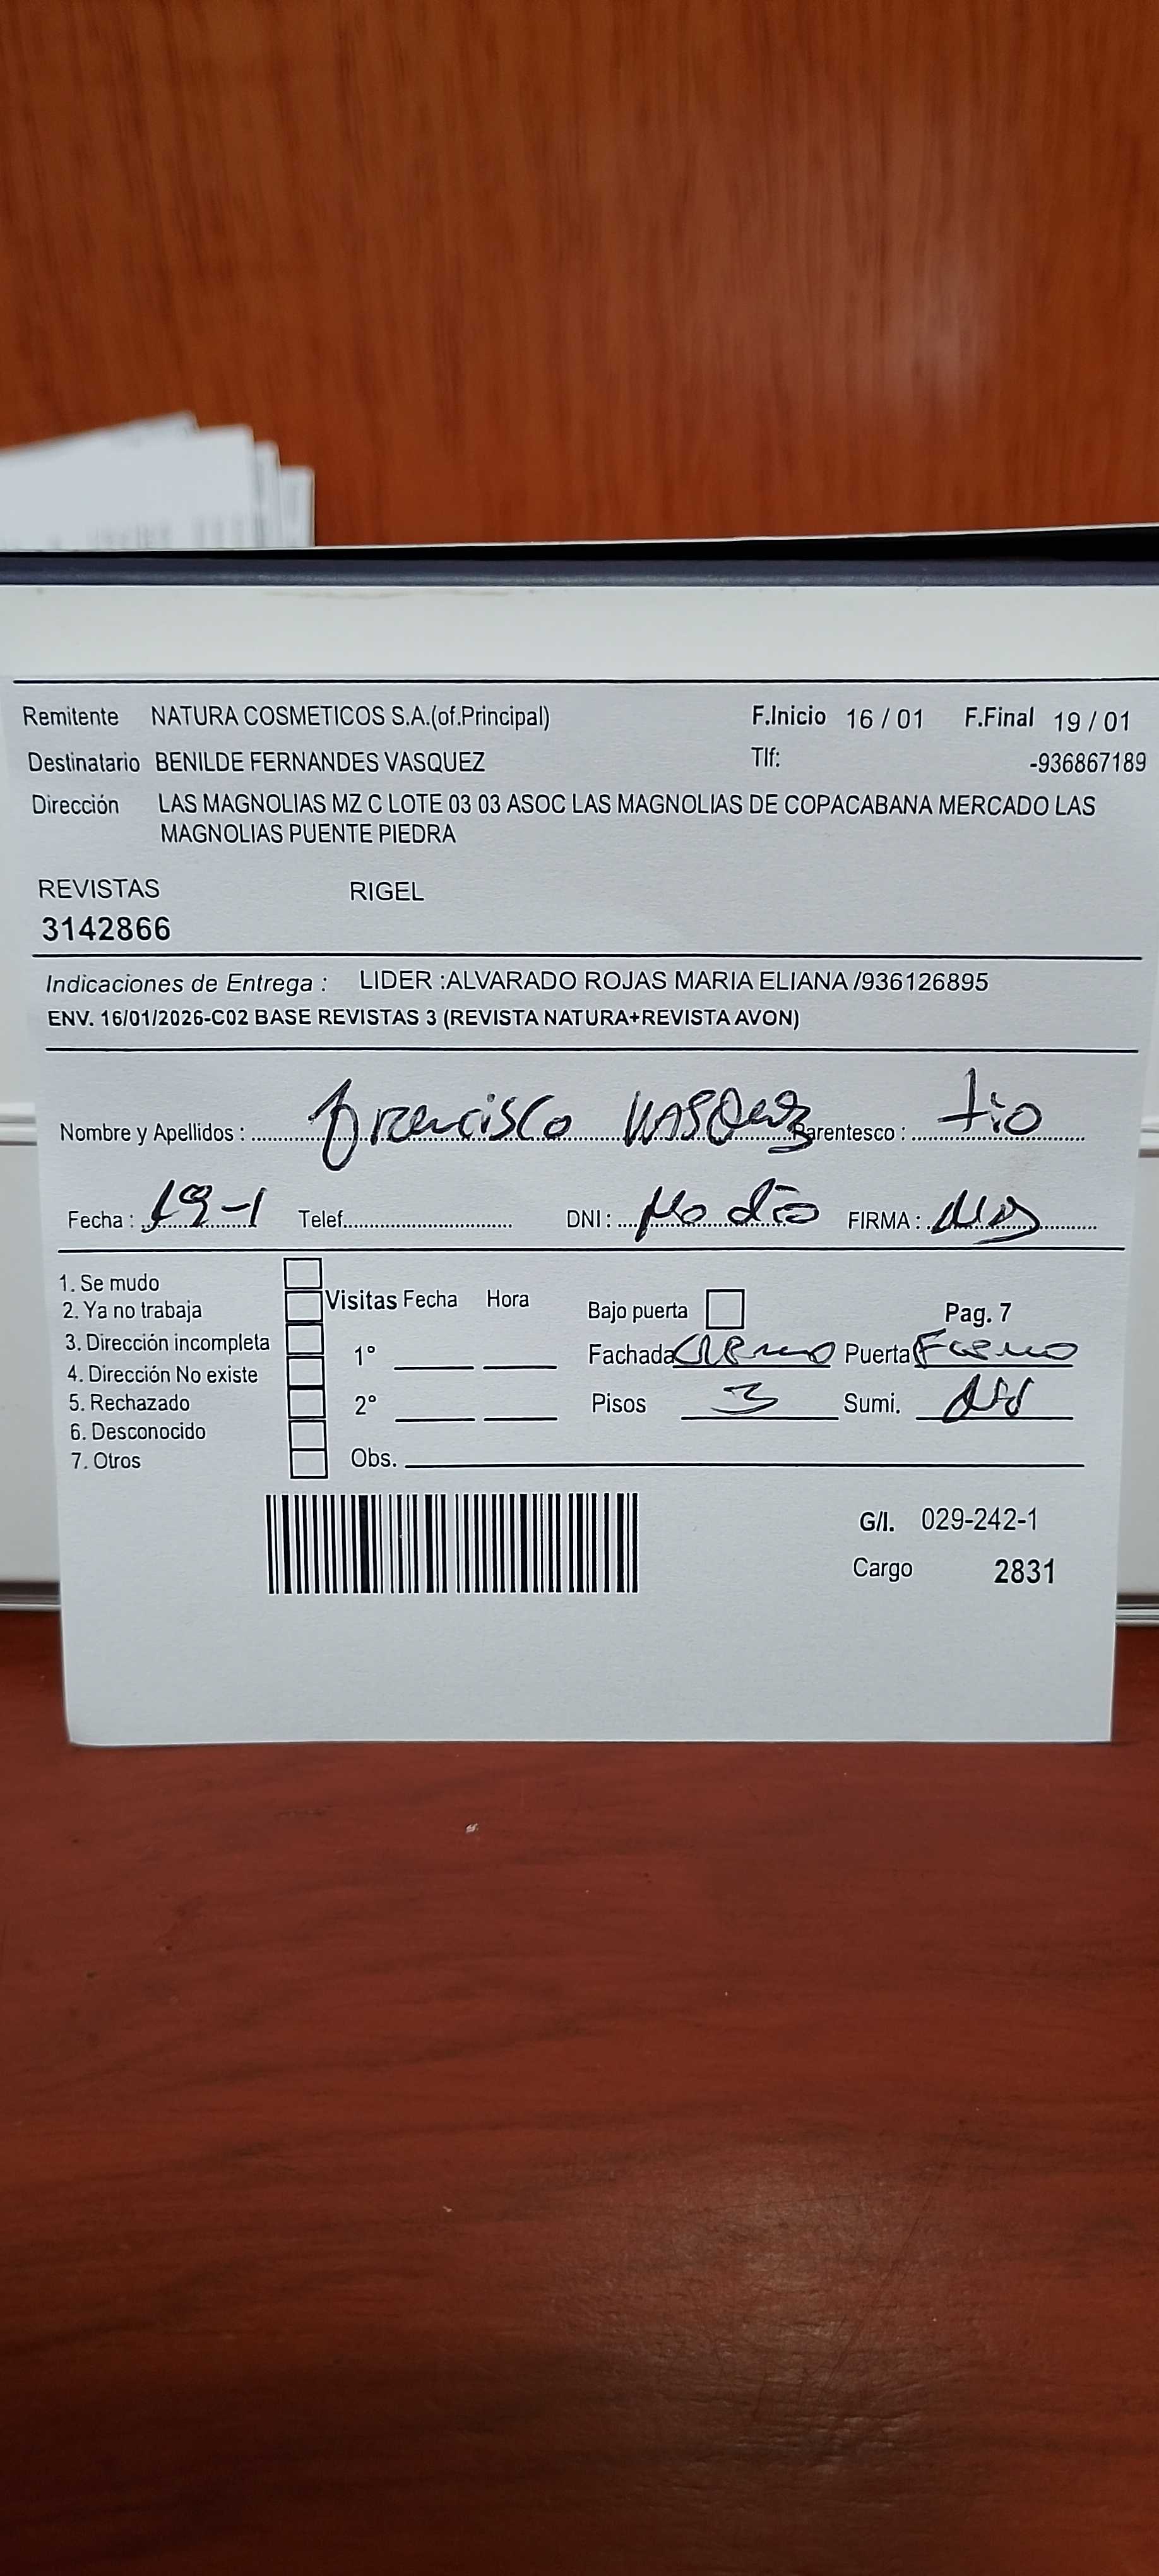 Remitente NATURA COSMETICOS S.A.(of.Principal) F.Inicio 16 / 01 F.Final 19 / 01
Destinatario BENILDE FERNANDES VASQUEZ Tlf: -936867189
Dirección LAS MAGNOLIAS MZ C LOTE 03 03 ASOC LAS MAGNOLIAS DE COPACABANA MERCADO LAS
MAGNOLIAS PUENTE PIEDRA
REVISTAS RIGEL
3142866
Indicaciones de Entrega : LIDER :ALVARADO ROJAS MARIA ELIANA /936126895
ENV. 16/01/2026-C02 BASE REVISTAS 3 (REVISTA NATURA+REVISTA AVON)
Nombre y Apellidos : Francisco VASQuez Parentesco : tio
Fecha : 19-1 Telef. DNI : No dio FIRMA :
1. Se mudo
2. Ya no trabaja
3. Dirección incompleta
4. Dirección No existe
5. Rechazado
6. Desconocido
7. Otros
Visitas Fecha Hora
1°
2°
Obs.
Bajo puerta Pag. 7
Fachada Puerta
Pisos 3 Sumi.
G/I. 029-242-1
Cargo 2831